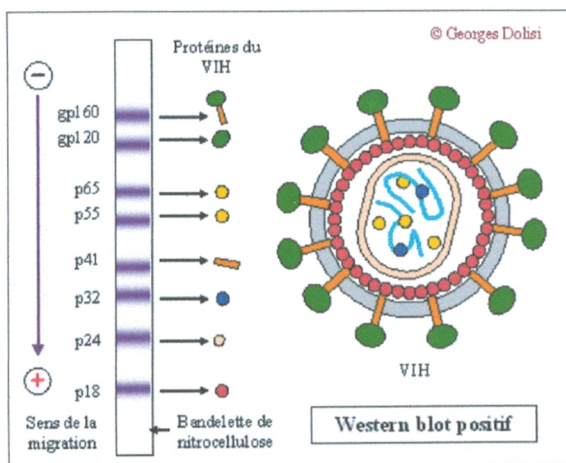 © Georges Dolisi
Protéines du
VIH
−
gp160
gp120
p65
p55
p41
p32
p24
p18
+
Sens de la
migration
Bandelette de
nitrocellulose
VIH
Western blot positif